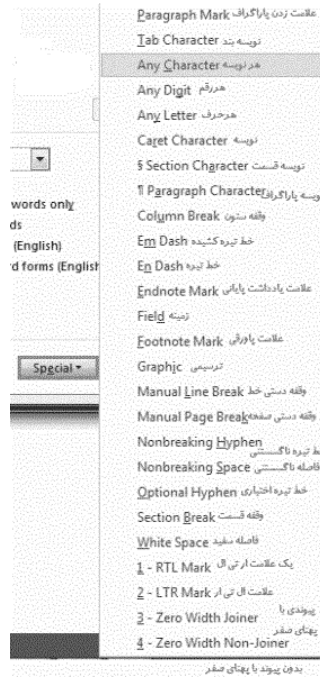 Paragraph Mark علامت زدن پاراگراف
Tab Character نویسه بند
Any Character هر نویسه
Any Digit هررقم
Any Letter هرحرف
Caret Character نویسه
§ Section Character نویسه قسمت
¶ Paragraph Character نویسه پاراگراف
Column Break وقفه ستون
Em Dash خط تیره کشیده
words only
ds
En Dash خط تیره
(English)
Endnote Mark علامت یادداشت پایانی
d forms (English
Field زمینه
Footnote Mark علامت پاورقی
Graphic ترسیمی
Special
Manual Line Break وقفه دستی خط
Manual Page Break وقفه دستی صفحه
Nonbreaking Hyphen خط تیره ناگسستنی
Nonbreaking Space فاصله ناگسستنی
Optional Hyphen خط تیره اختیاری
Section Break وقفه قسمت
White Space فاصله سفید
1 - RTL Mark یک علامت ار تی ال
2 - LTR Mark علامت ال تی ار
3 - Zero Width Joiner پیوندی با پهنای صفر
4 - Zero Width Non-Joiner
بدون پیوند با پهنای صفر